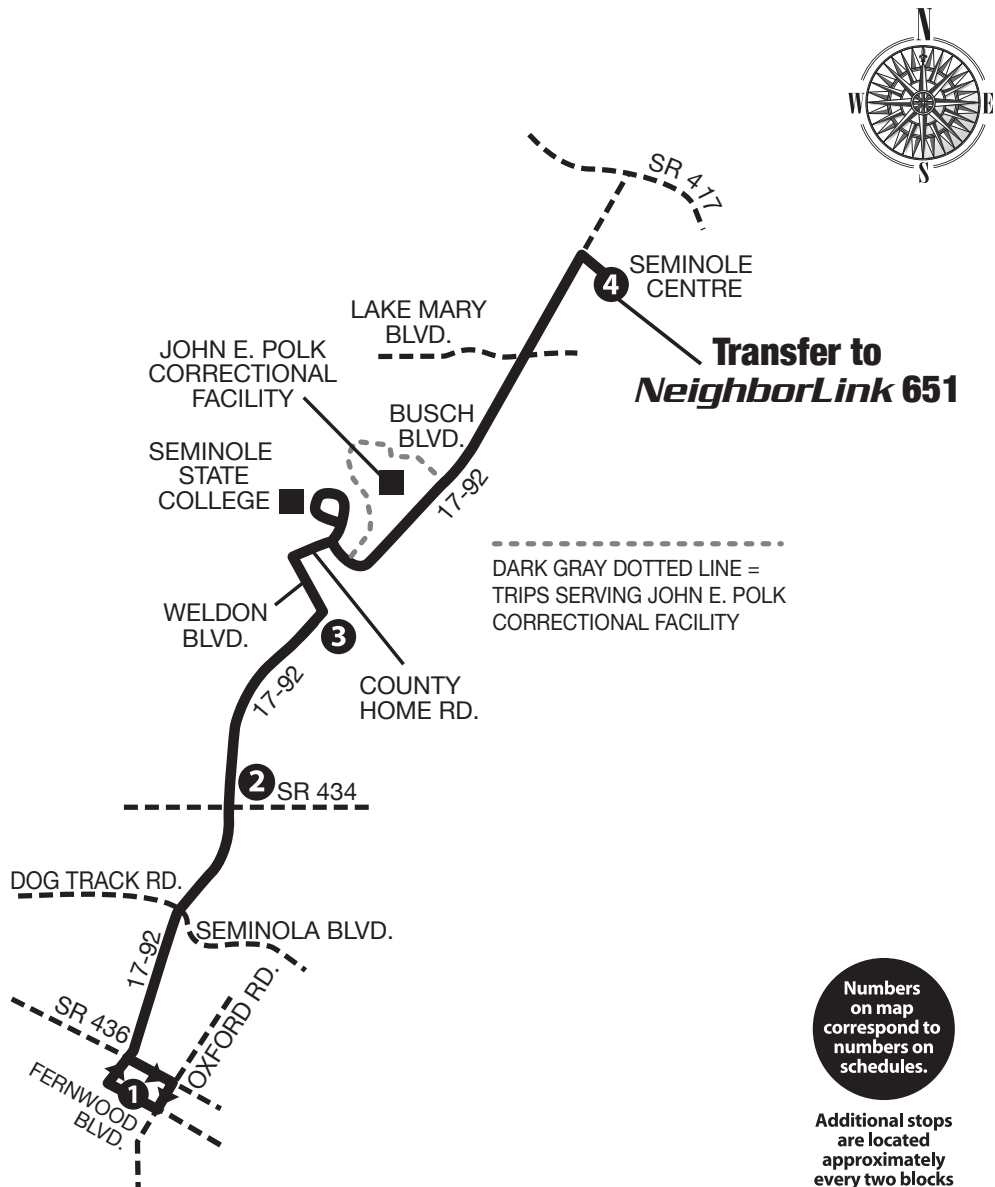 N
W
E
S
SR 417
4
SEMINOLE
CENTRE
LAKE MARY
BLVD.
Transfer to
NeighborLink 651
JOHN E. POLK
CORRECTIONAL
FACILITY
BUSCH
BLVD.
SEMINOLE
STATE
COLLEGE
17-92
DARK GRAY DOTTED LINE =
TRIPS SERVING JOHN E. POLK
CORRECTIONAL FACILITY
WELDON
BLVD.
3
COUNTY
HOME RD.
17-92
2
SR 434
DOG TRACK RD.
SEMINOLA BLVD.
17-92
SR 436
OXFORD RD.
1
FERNWOOD
BLVD.
Numbers
on map
correspond to
numbers on
schedules.
Additional stops
are located
approximately
every two blocks